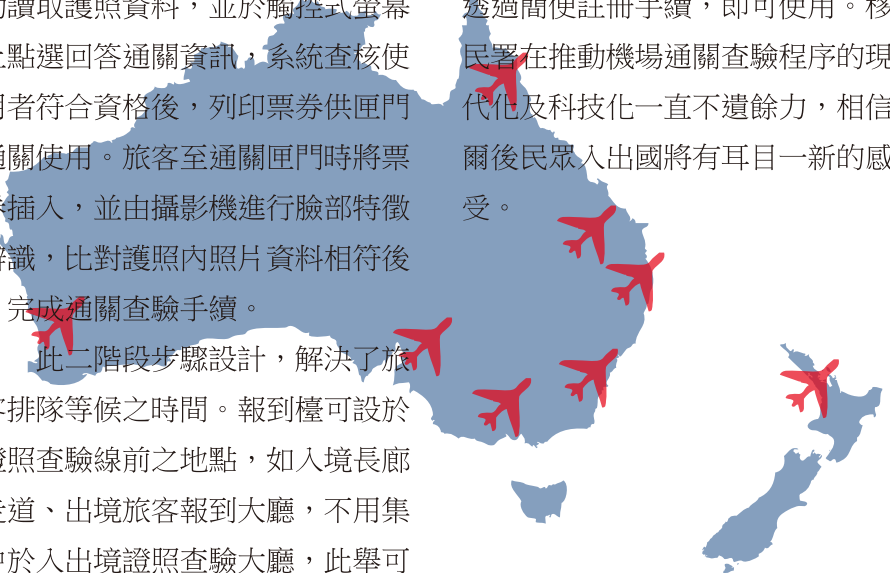 讀取護照資料，並於觸控式螢幕
上點選回答通關資訊，系統查核使
用者符合資格後，列印票券供匣門
通關使用。旅客至通關匣門時將票
券插入，並由攝影機進行臉部特徵
辨識，比對護照內照片資料相符後
完成通關查驗手續。
此二階段步驟設計，解決了旅
客排隊等候之時間。報到檯可設於
證照查驗線前之地點，如入境長廊
走道、出境旅客報到大廳，不用集
中於入出境證照查驗大廳，此舉可
透過簡便註冊手續，即可使用。移
民署在推動機場通關查驗程序的現
代化及科技化一直不遺餘力，相信
爾後民眾入出國將有耳目一新的感
受。